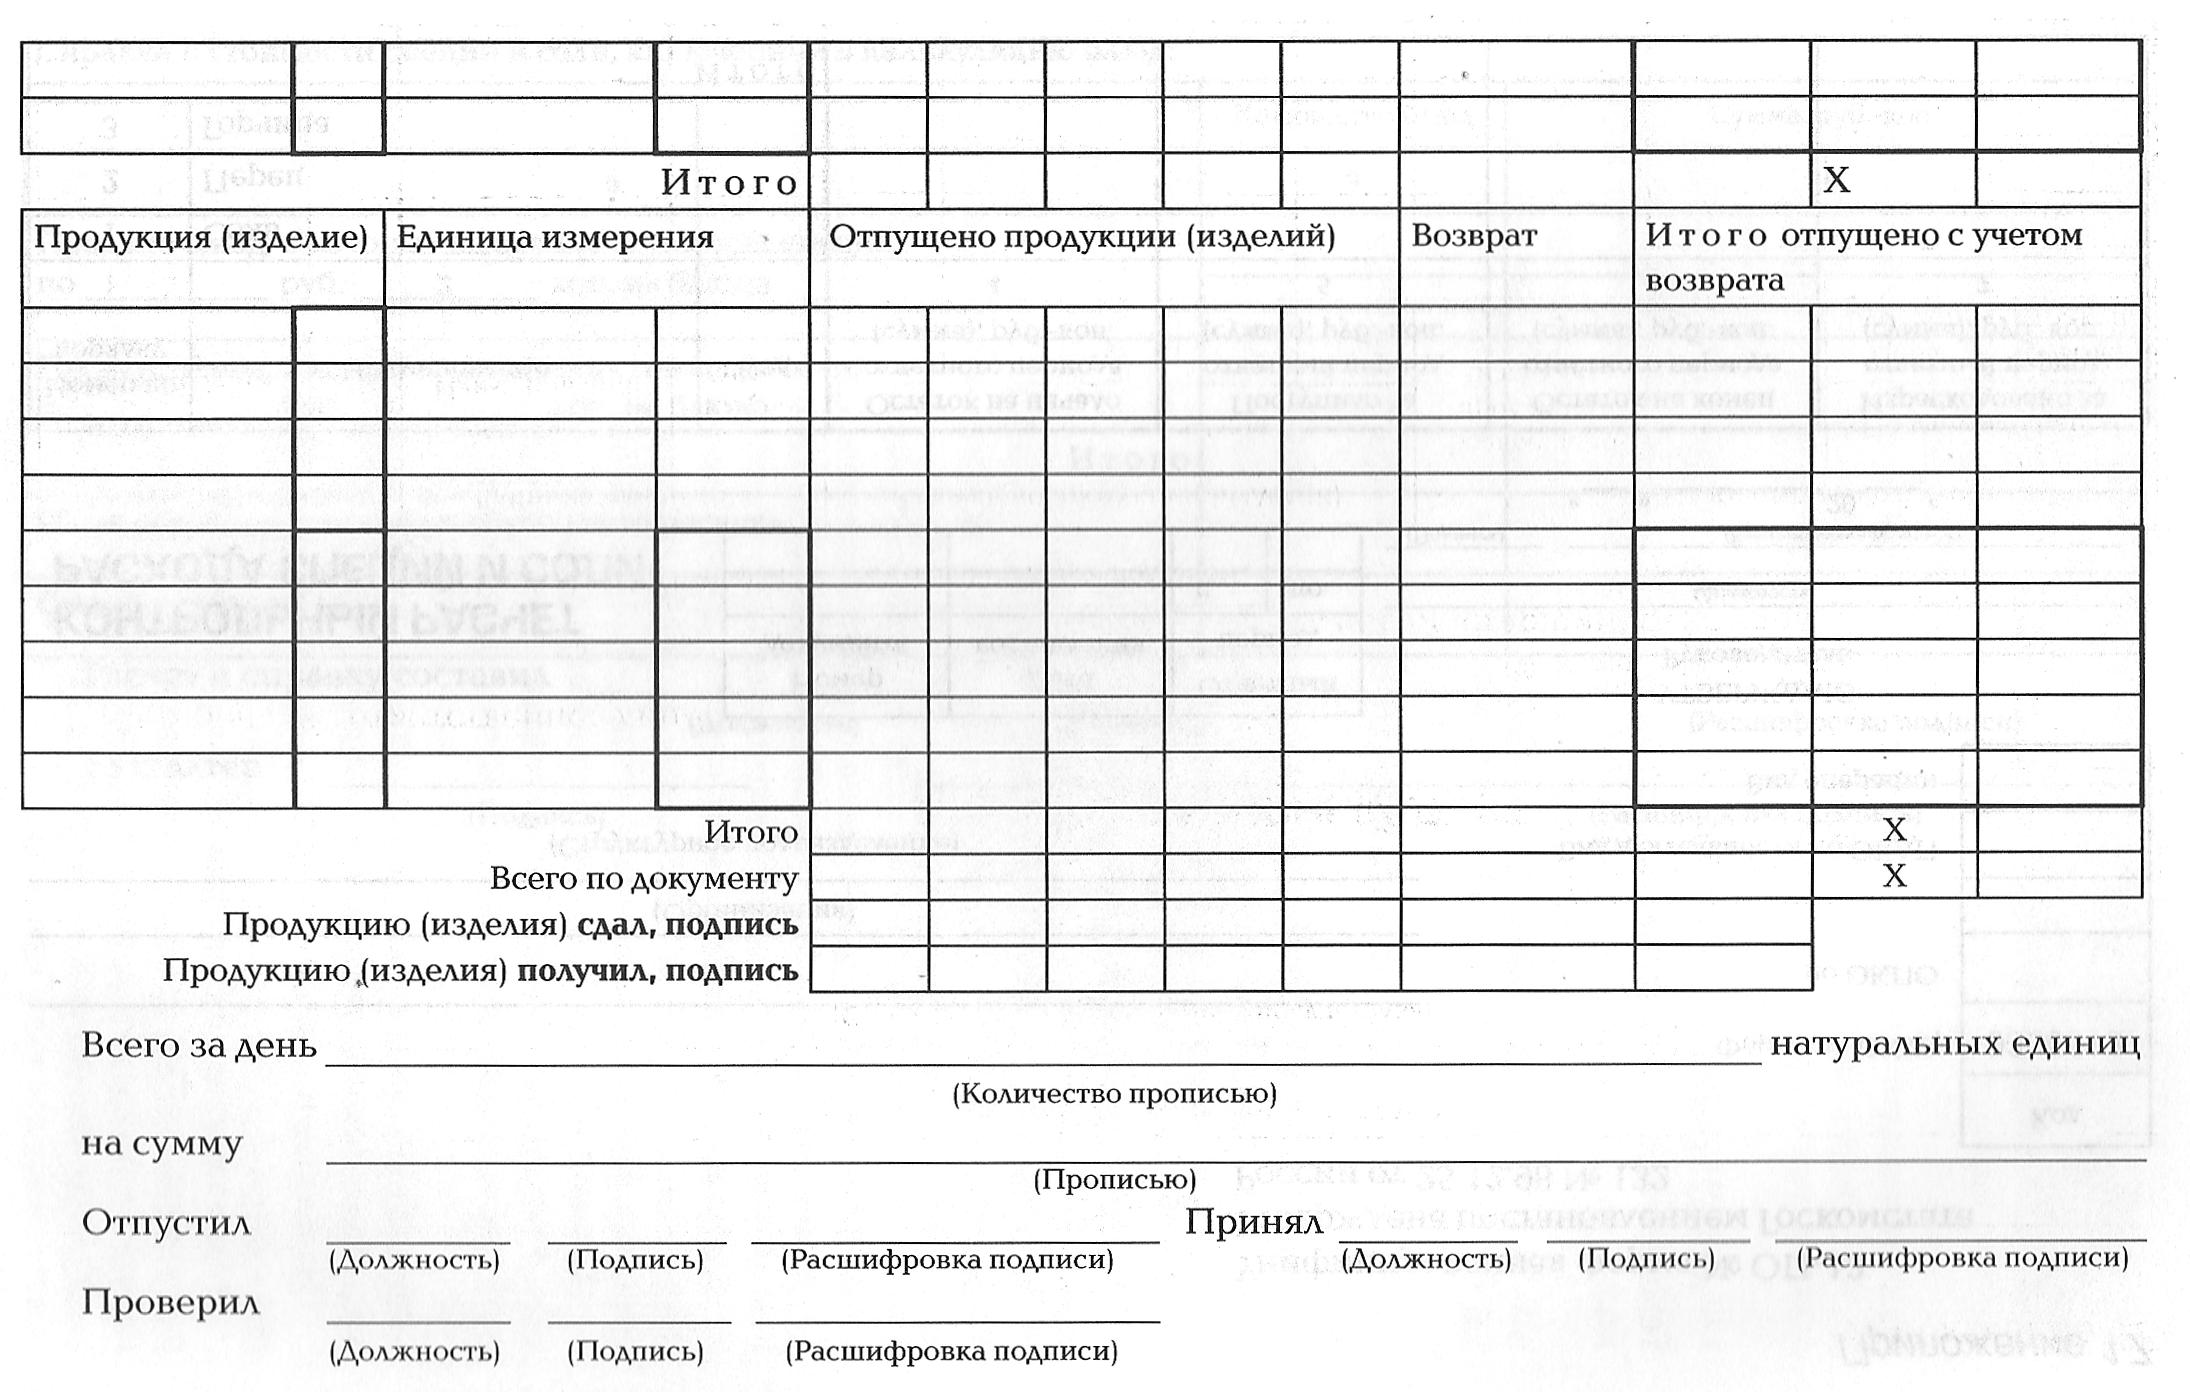 Итого X
Продукция (изделие) Единица измерения Отпущено продукции (изделий) Возврат Итого отпущено с учетом
возврата
Итого X
Всего по документу X
Продукцию (изделия) сдал, подпись
Продукцию (изделия) получил, подпись
Всего за день натуральных единиц
(Количество прописью)
на сумму
(Прописью)
Отпустил Принял
(Должность) (Подпись) (Расшифровка подписи) (Должность) (Подпись) (Расшифровка подписи)
Проверил
(Должность) (Подпись) (Расшифровка подписи)